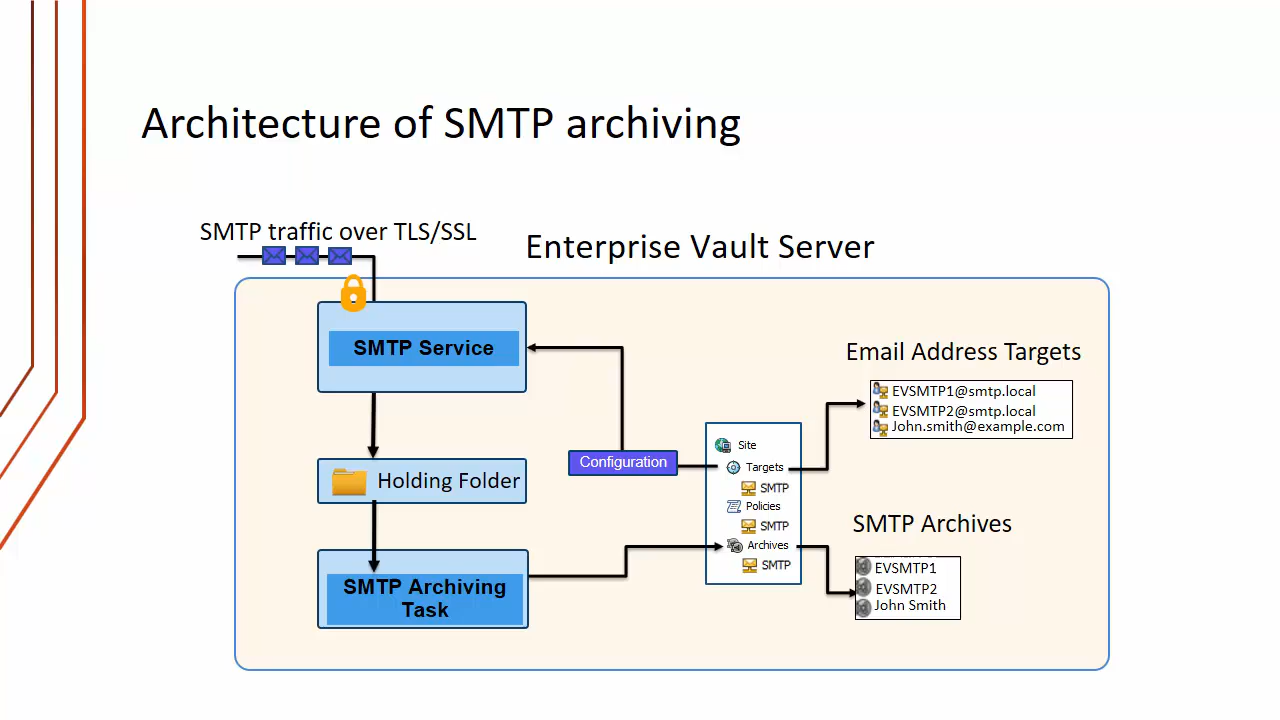 Architecture of SMTP archiving
SMTP traffic over TLS/SSL
Enterprise Vault Server
SMTP Service
Holding Folder
SMTP Archiving
Task
Configuration
Site
Targets
SMTP
Policies
SMTP
Archives
SMTP
Email Address Targets
EVSMTP1@smtp.local
EVSMTP2@smtp.local
John.smith@example.com
SMTP Archives
EVSMTP1
EVSMTP2
John Smith